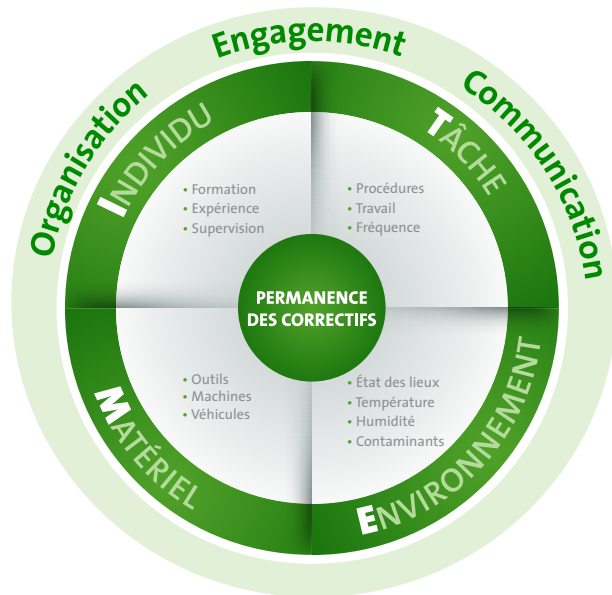 Organisation
Engagement
Communication
INDIVIDU
• Formation
• Expérience
• Supervision
TÂCHE
• Procédures
• Travail
• Fréquence
PERMANENCE
DES CORRECTIFS
MATÉRIEL
• Outils
• Machines
• Véhicules
ENVIRONNEMENT
• État des lieux
• Température
• Humidité
• Contaminants